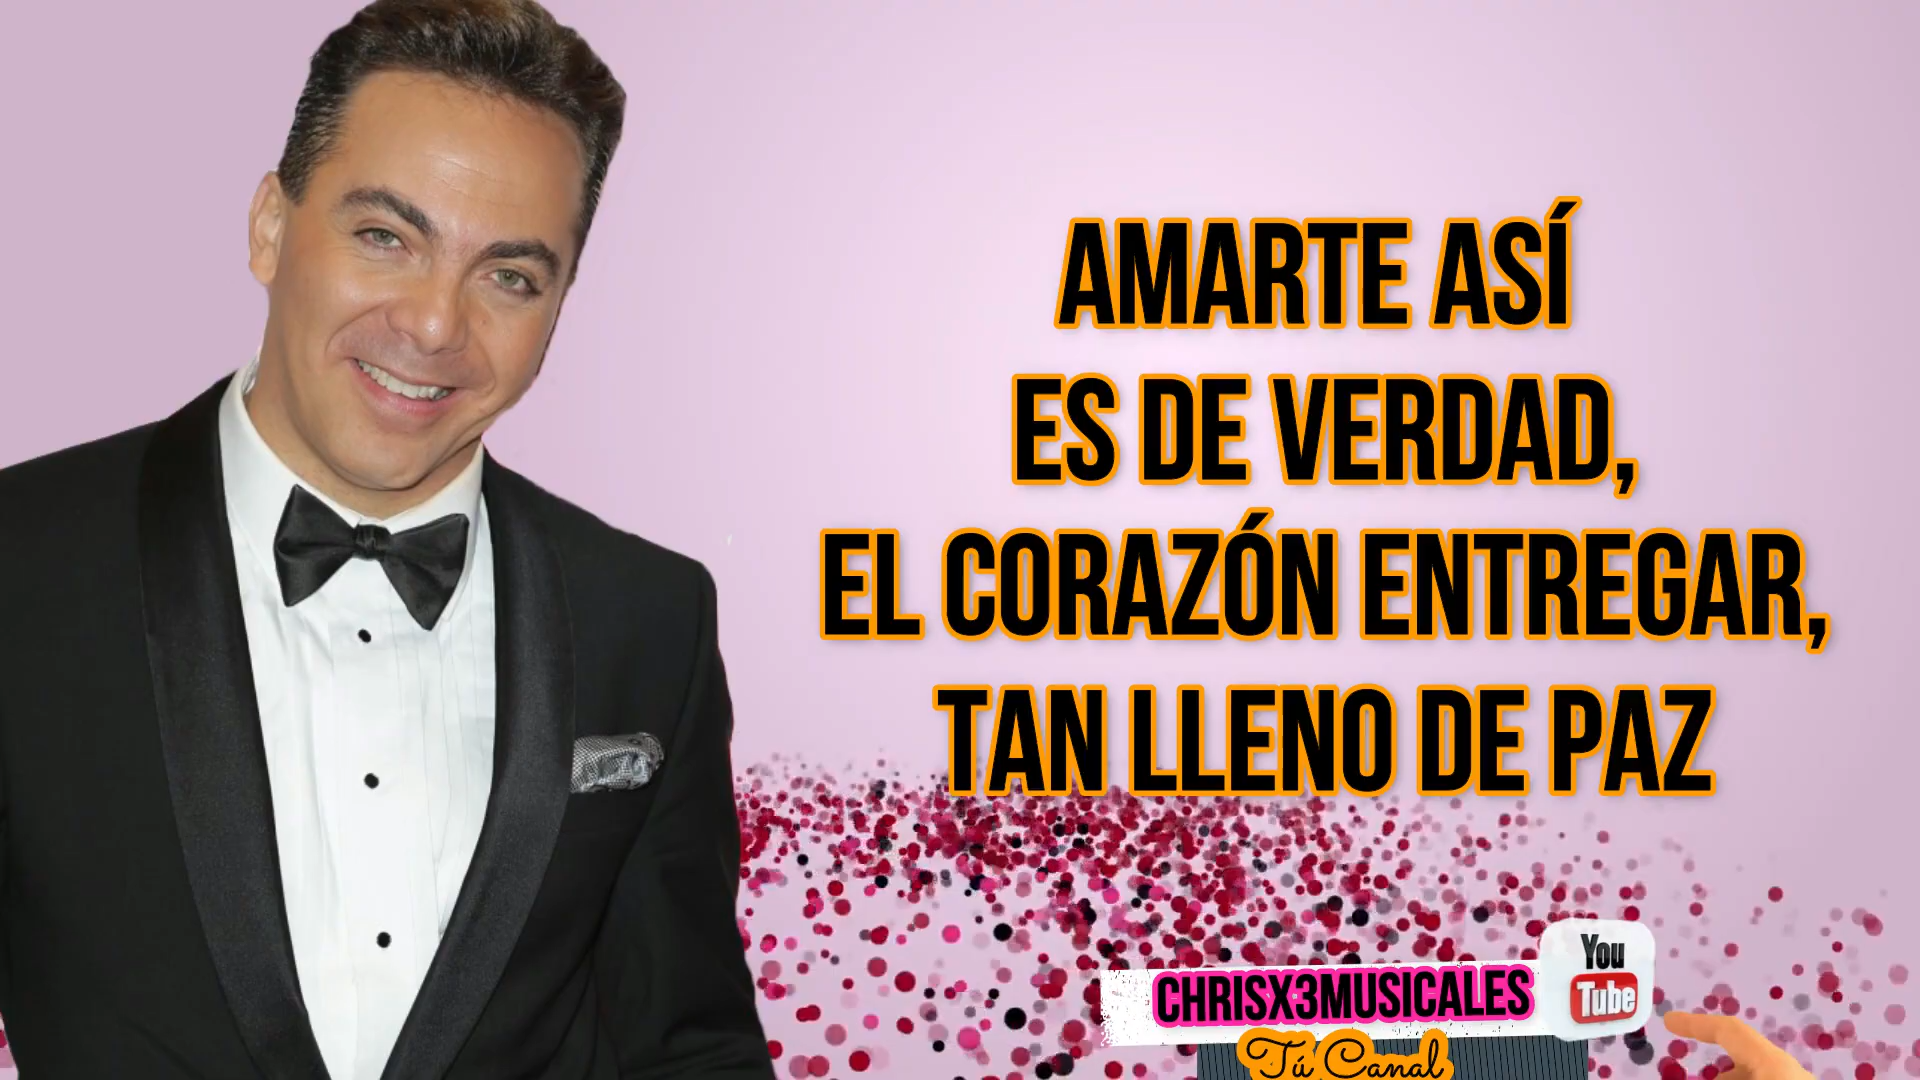 AMARTE ASÍ
ES DE VERDAD,
EL CORAZÓN ENTREGAR,
TAN LLENO DE PAZ
CHRISX3MUSICALES
You
Tube
Tú Canal